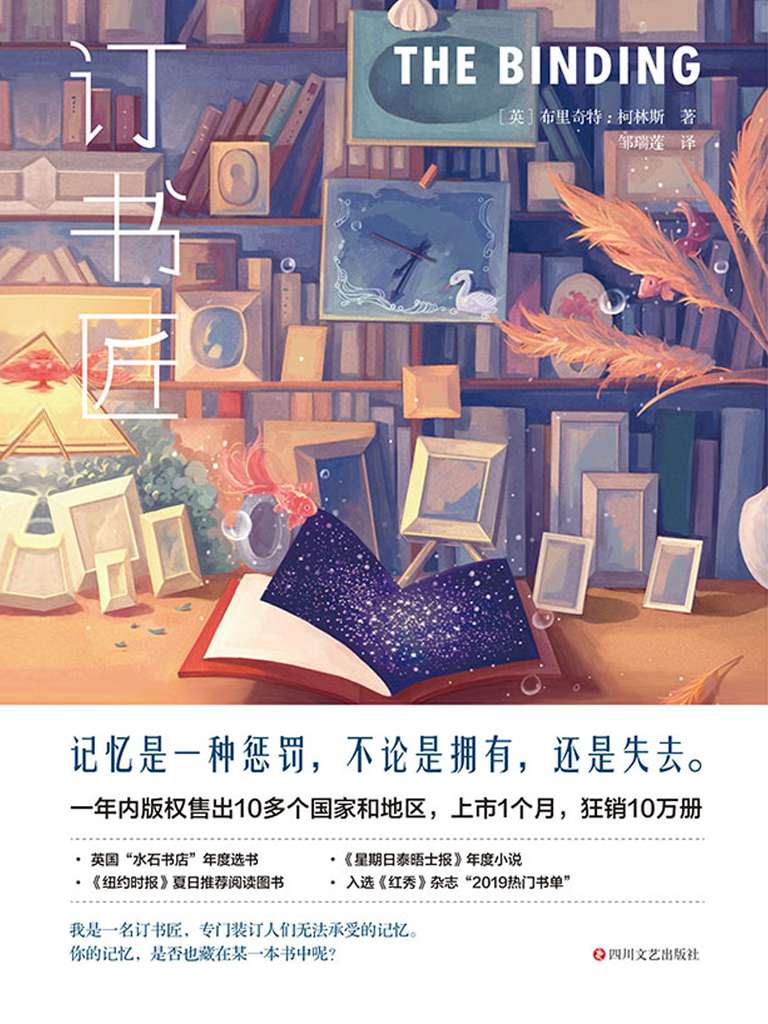 订书匠
THE BINDING
[英] 布里奇特·柯林斯 著
邹瑞莲 译
记忆是一种惩罚，不论是拥有，还是失去。
一年内版权售出10多个国家和地区，上市1个月，狂销10万册
• 英国“水石书店”年度选书
• 《星期日泰晤士报》年度小说
• 《纽约时报》夏日推荐阅读图书
• 入选《红秀》杂志“2019热门书单”
我是一名订书匠，专门装订人们无法承受的记忆。
你的记忆，是否也藏在某一本书中呢？
四川文艺出版社